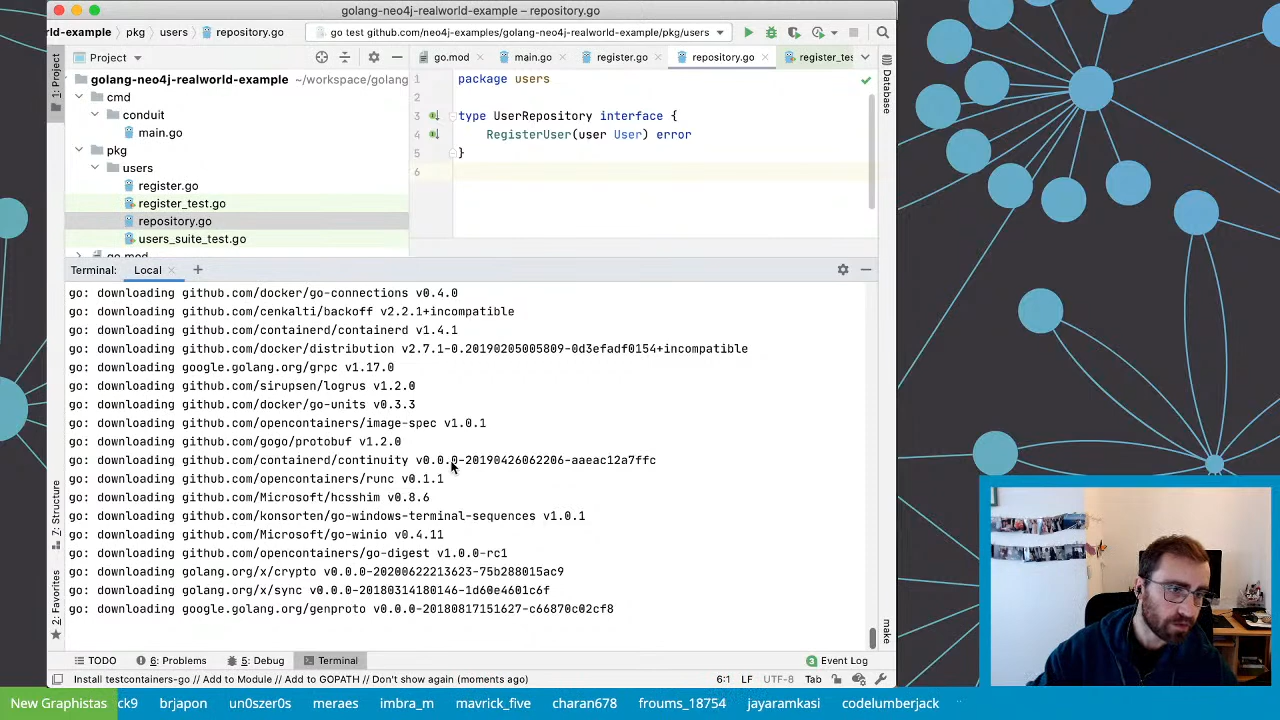 golang-neo4j-realworld-example – repository.go
ld-example › pkg › users › repository.go
go test github.com/neo4j-examples/golang-neo4j-realworld-example/pkg/users
1: Project
Project
go.mod
main.go
register.go
repository.go
register_tes
Database
golang-neo4j-realworld-example ~/workspace/golang
cmd
conduit
main.go
pkg
users
register.go
register_test.go
repository.go
users_suite_test.go
go.mod
1 package users
2
3 type UserRepository interface {
4 RegisterUser(user User) error
5 }
6
Terminal: Local
go: downloading github.com/docker/go-connections v0.4.0
go: downloading github.com/cenkalti/backoff v2.2.1+incompatible
go: downloading github.com/containerd/containerd v1.4.1
go: downloading github.com/docker/distribution v2.7.1-0.20190205005809-0d3efadf0154+incompatible
go: downloading google.golang.org/grpc v1.17.0
go: downloading github.com/sirupsen/logrus v1.2.0
go: downloading github.com/docker/go-units v0.3.3
go: downloading github.com/opencontainers/image-spec v1.0.1
go: downloading github.com/gogo/protobuf v1.2.0
go: downloading github.com/containerd/continuity v0.0.0-20190426062206-aaeac12a7ffc
go: downloading github.com/opencontainers/runc v0.1.1
go: downloading github.com/Microsoft/hcsshim v0.8.6
go: downloading github.com/konsorten/go-windows-terminal-sequences v1.0.1
go: downloading github.com/Microsoft/go-winio v0.4.11
go: downloading github.com/opencontainers/go-digest v1.0.0-rc1
go: downloading golang.org/x/crypto v0.0.0-20200622213623-75b288015ac9
go: downloading golang.org/x/sync v0.0.0-20180314180146-1d60e4601c6f
go: downloading google.golang.org/genproto v0.0.0-20180817151627-c66870c02cf8
7: Structure
2: Favorites
make
TODO
6: Problems
5: Debug
Terminal
Event Log
Install testcontainers-go // Add to Module // Add to GOPATH // Don't show again (moments ago)
6:1 LF UTF-8 Tab
New Graphistas
ck9 brjapon un0szer0s meraes imbra_m mavrick_five charan678 froums_18754 jayaramkasi codelumberjack